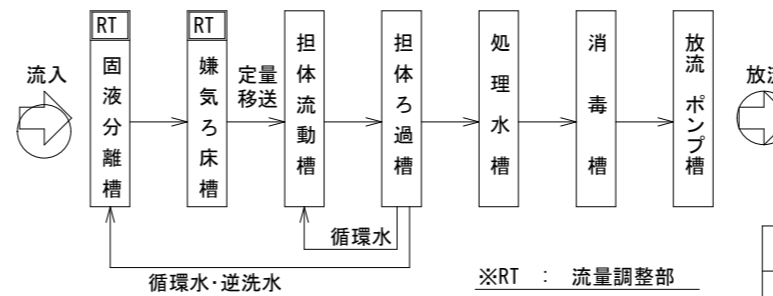 流入
RT
固液分離槽
RT
嫌気ろ床槽
定量
移送
担体流動槽
担体ろ過槽
処理水槽
消毒槽
放流 ポンプ槽
放流
循環水
循環水･逆洗水
※RT : 流量調整部